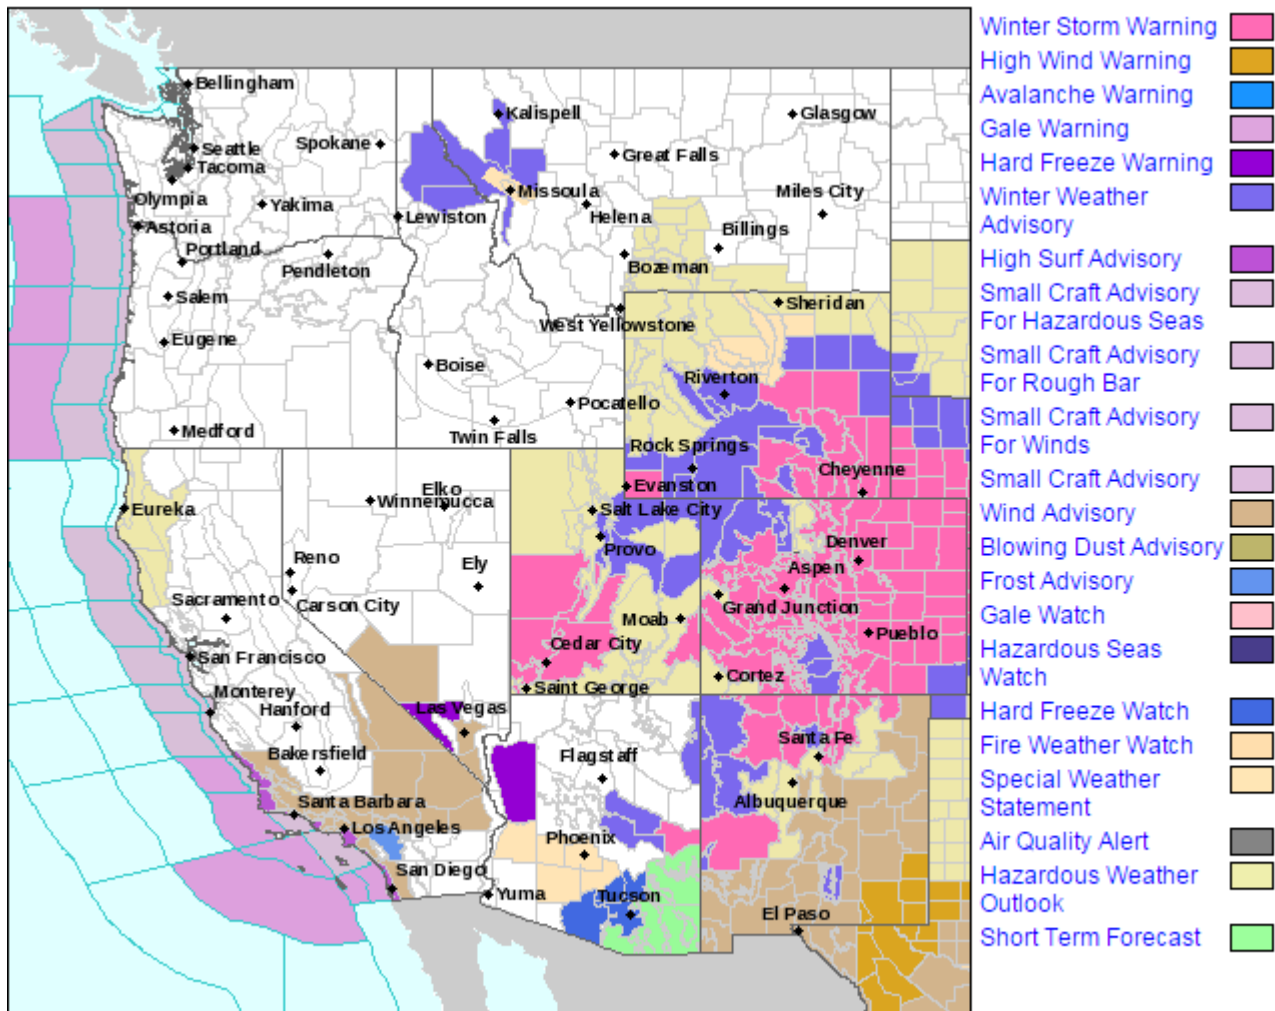 Bellingham
Seattle
Tacoma
Olympia
Spokane
Yakima
Astoria
Portland
Pendleton
Salem
Eugene
Medford
Kalispell
Glasgow
Great Falls
Missoula
Miles City
Lewiston
Helena
Billings
Bozeman
Sheridan
West Yellowstone
Boise
Riverton
Pocatello
Twin Falls
Rock Springs
Cheyenne
Evanston
Eureka
Elko
Winnemucca
Salt Lake City
Provo
Denver
Reno
Ely
Aspen
Sacramento
Carson City
Grand Junction
Moab
Pueblo
San Francisco
Cedar City
Cortez
Saint George
Monterey
Hanford
Las Vegas
Bakersfield
Flagstaff
Santa Fe
Santa Barbara
Albuquerque
Los Angeles
Phoenix
San Diego
Yuma
Tucson
El Paso
Winter Storm Warning
High Wind Warning
Avalanche Warning
Gale Warning
Hard Freeze Warning
Winter Weather
Advisory
High Surf Advisory
Small Craft Advisory
For Hazardous Seas
Small Craft Advisory
For Rough Bar
Small Craft Advisory
For Winds
Small Craft Advisory
Wind Advisory
Blowing Dust Advisory
Frost Advisory
Gale Watch
Hazardous Seas
Watch
Hard Freeze Watch
Fire Weather Watch
Special Weather
Statement
Air Quality Alert
Hazardous Weather
Outlook
Short Term Forecast